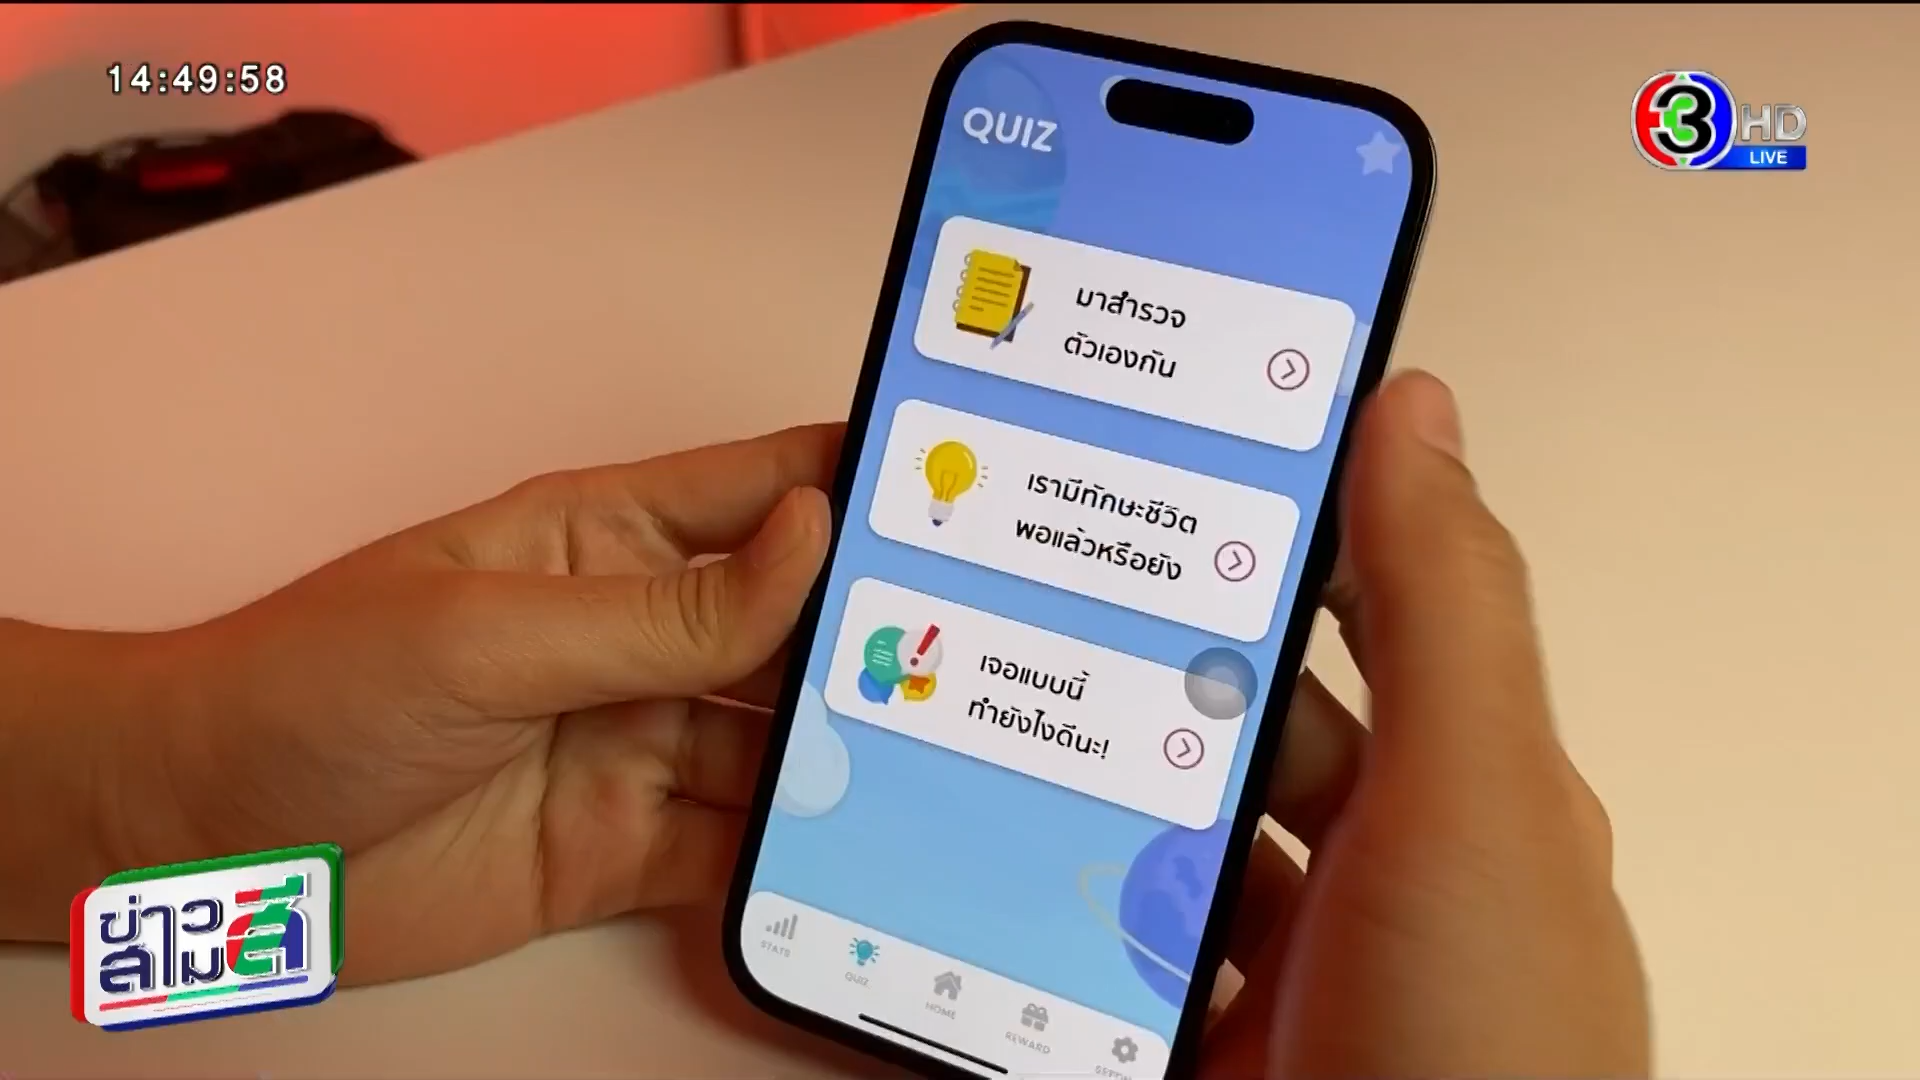 14:49:58
3 HD
LIVE
QUIZ
มาสำรวจ
ตัวเองกัน
เรามีทักษะชีวิต
พอแล้วหรือยัง
เจอแบบนี้
ทำยังไงดีนะ!
STATS
QUIZ
HOME
REWARD
ข่าว
สามสี